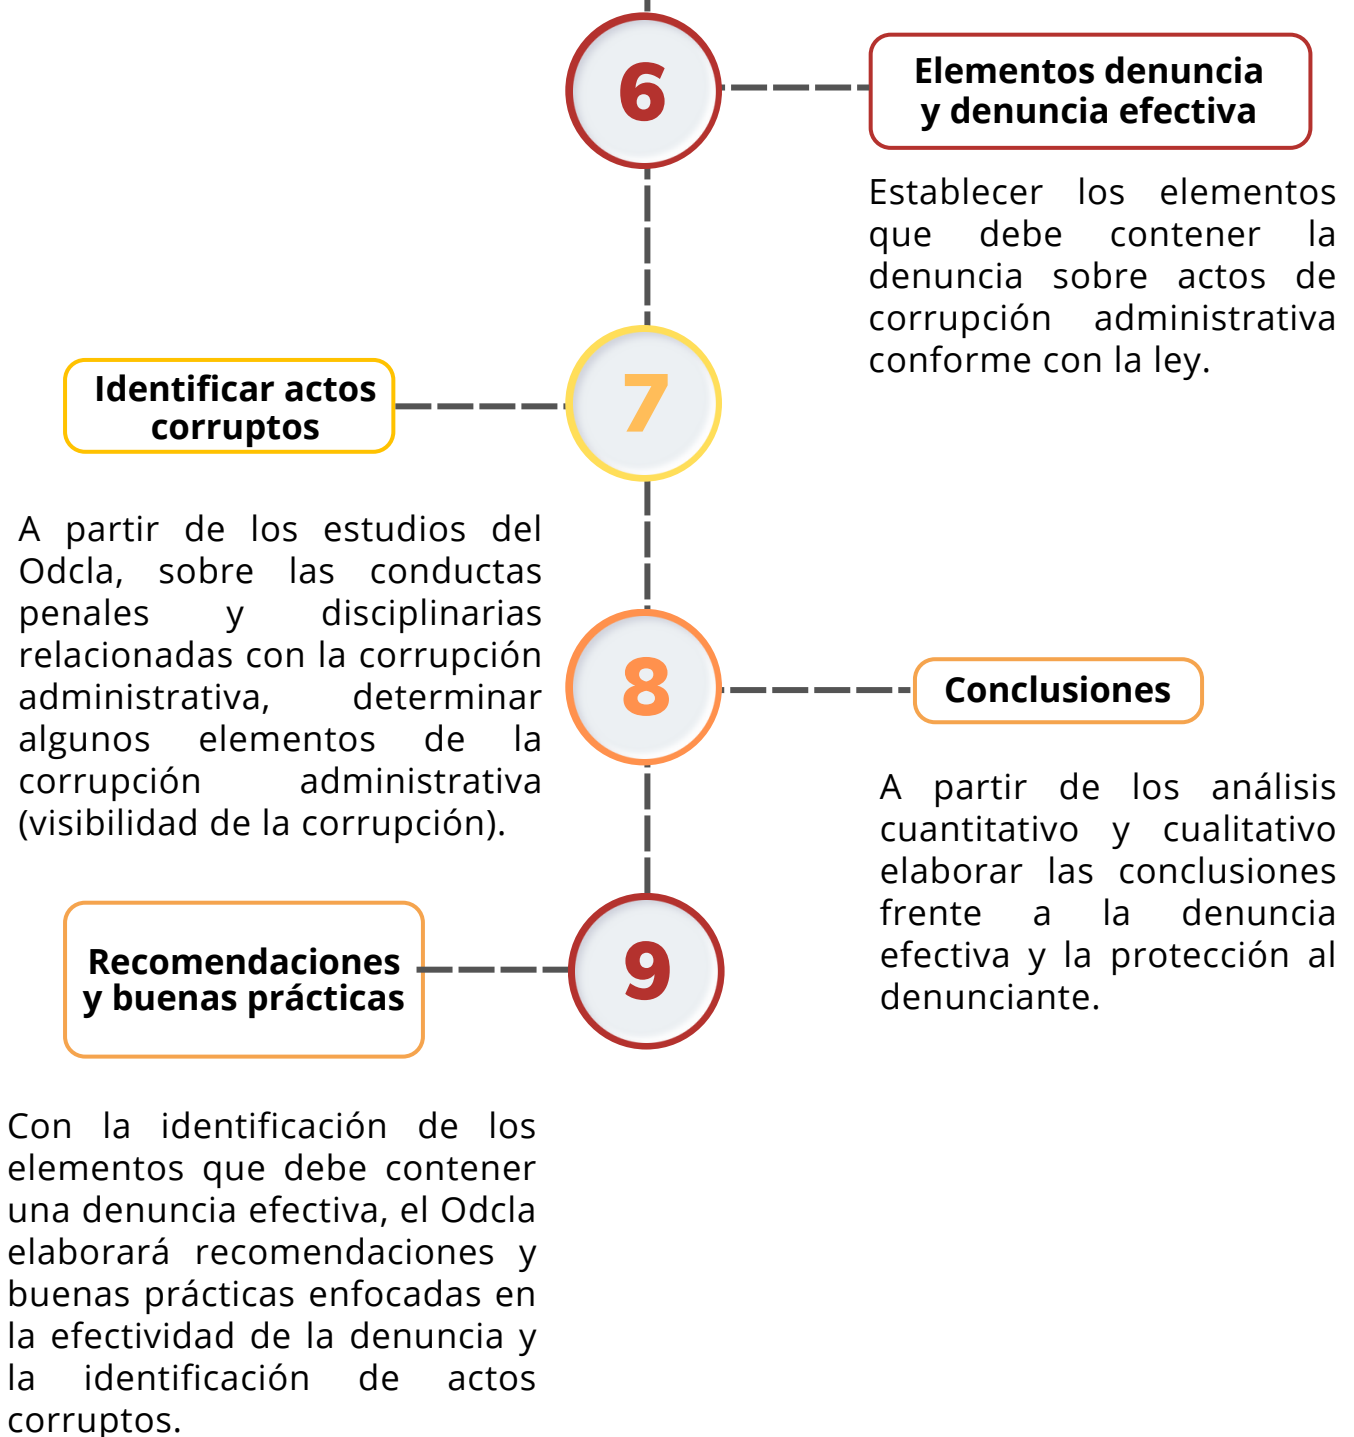 6
Elementos denuncia
y denuncia efectiva
Establecer los elementos
que debe contener la
denuncia sobre actos de
corrupción administrativa
conforme con la ley.
7
Identificar actos
corruptos
A partir de los estudios del
Odcla, sobre las conductas
penales y disciplinarias
relacionadas con la corrupción
administrativa, determinar
algunos elementos de la
corrupción administrativa
(visibilidad de la corrupción).
8
Conclusiones
A partir de los análisis
cuantitativo y cualitativo
elaborar las conclusiones
frente a la denuncia
efectiva y la protección al
denunciante.
9
Recomendaciones
y buenas prácticas
Con la identificación de los
elementos que debe contener
una denuncia efectiva, el Odcla
elaborará recomendaciones y
buenas prácticas enfocadas en
la efectividad de la denuncia y
la identificación de actos
corruptos.